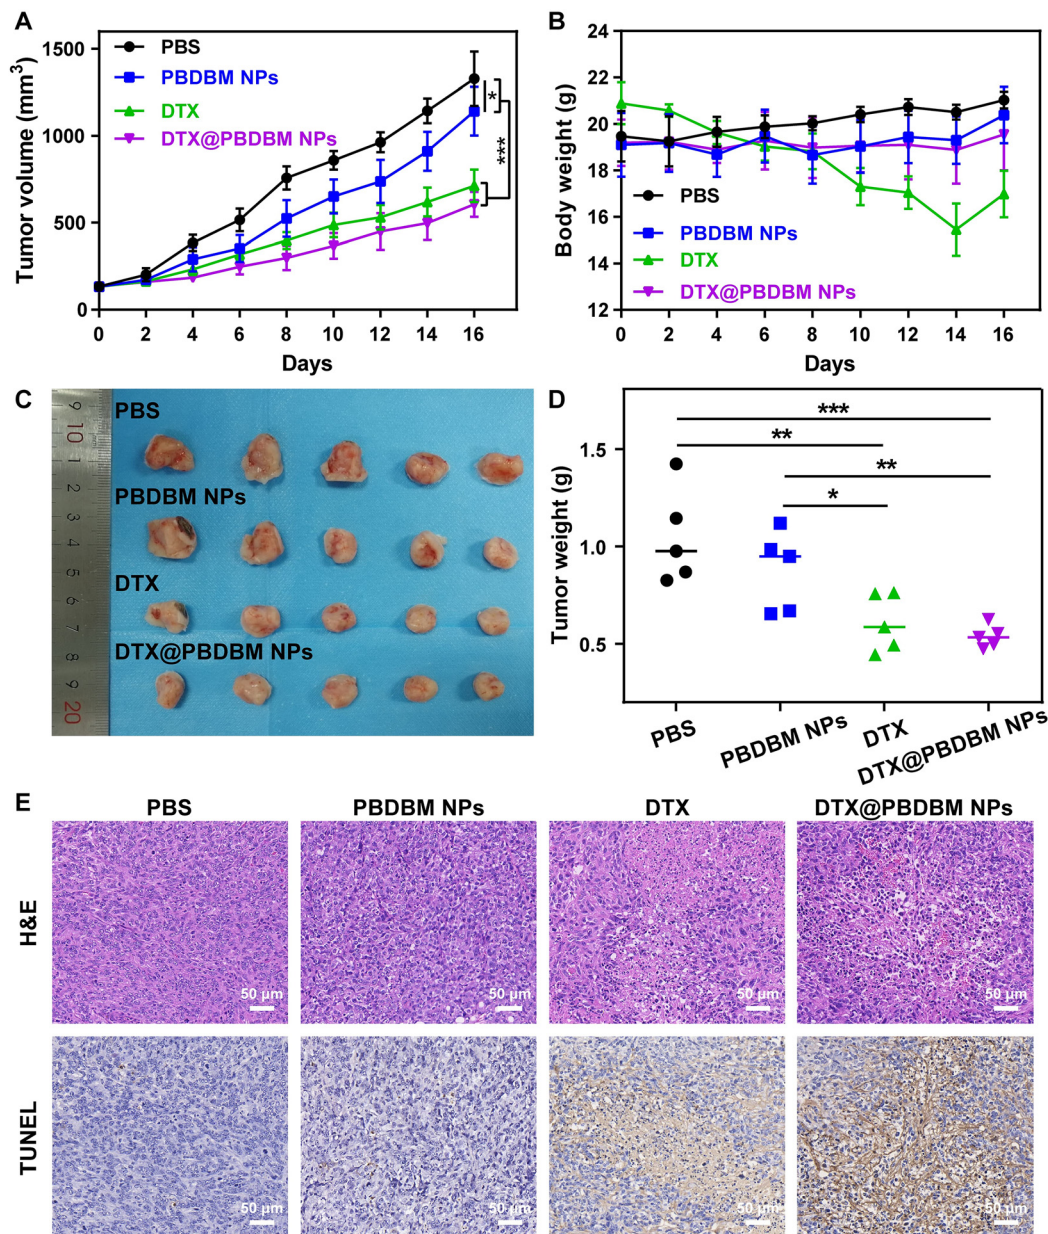 A
Tumor volume (mm³)
1500
1000
500
0
PBS
PBDBM NPs
DTX
DTX@PBDBM NPs
*
***
0 2 4 6 8 10 12 14 16
Days
B
Body weight (g)
24
22
20
18
16
14
12
PBS
PBDBM NPs
DTX
DTX@PBDBM NPs
0 2 4 6 8 10 12 14 16
Days
C
PBS
PBDBM NPs
DTX
DTX@PBDBM NPs
9
10
1
2
3
4
5
6
7
8
9
20
D
Tumor weight (g)
1.5
1.0
0.5
***
**
**
*
PBS
PBDBM NPs
DTX
DTX@PBDBM NPs
E
PBS PBDBM NPs DTX DTX@PBDBM NPs
H&E
50 µm 50 µm 50 µm 50 µm
TUNEL
50 µm 50 µm 50 µm 50 µm